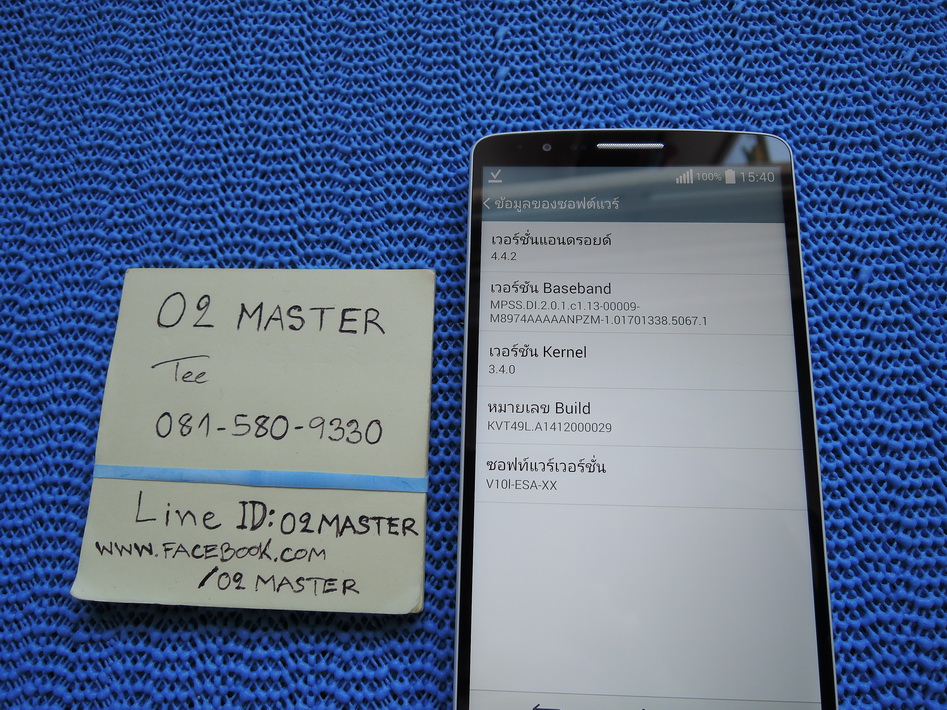 O2 MASTER
Tee
081-580-9330
Line ID: O2MASTER
WWW.FACEBOOK.COM
/O2 MASTER
100% 15:40
ข้อมูลของซอฟต์แวร์
เวอร์ชั่นแอนดรอยด์
4.4.2
เวอร์ชัน Baseband
MPSS.DI.2.0.1.c1.13-00009-
M8974AAAAANPZM-1.01701338.5067.1
เวอร์ชัน Kernel
3.4.0
หมายเลข Build
KVT49L.A1412000029
ซอฟท์แวร์เวอร์ชั่น
V10l-ESA-XX